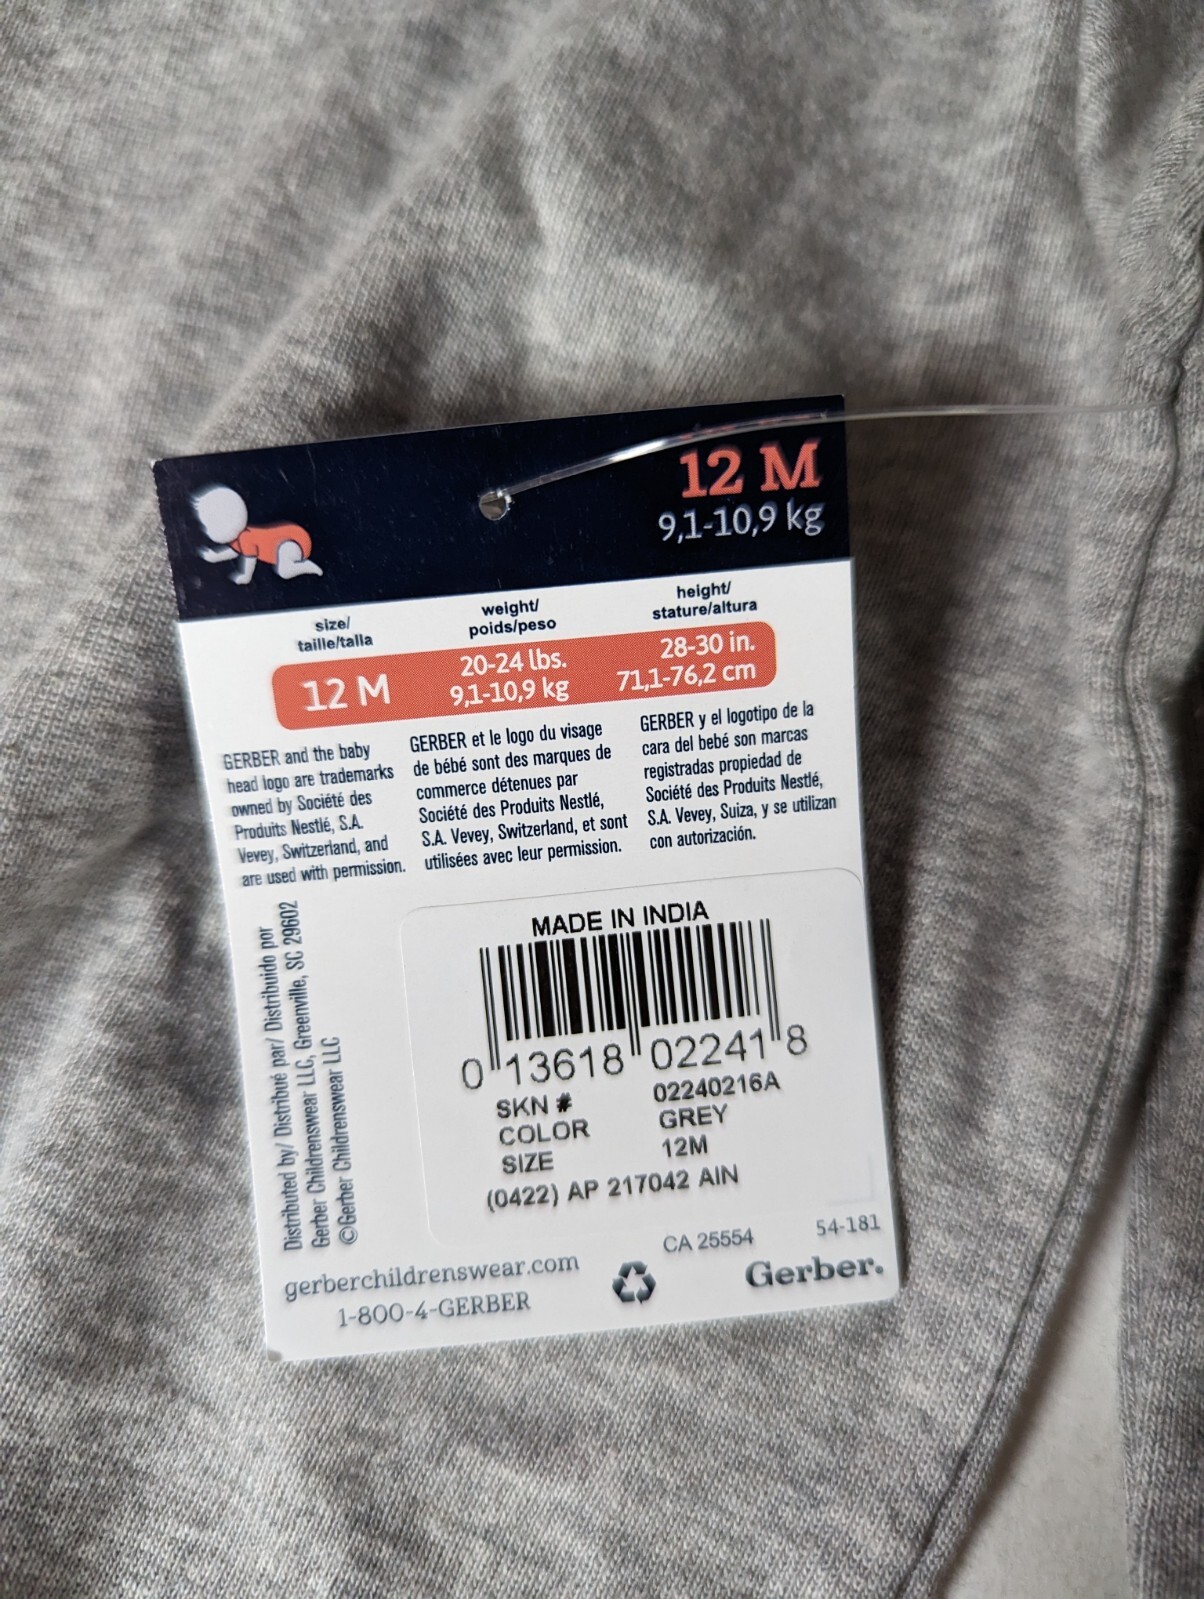 12 M
9,1-10,9 kg
size/
taille/talla
weight/
poids/peso
height/
stature/altura
12 M
20-24 lbs.
9,1-10,9 kg
28-30 in.
71,1-76,2 cm
GERBER and the baby
head logo are trademarks
owned by Société des
Produits Nestlé, S.A.
Vevey, Switzerland, and
are used with permission.
GERBER et le logo du visage
de bébé sont des marques de
commerce détenues par
Société des Produits Nestlé,
S.A. Vevey, Switzerland, et sont
utilisées avec leur permission.
GERBER y el logotipo de la
cara del bebé son marcas
registradas propiedad de
Société des Produits Nestlé,
S.A. Vevey, Suiza, y se utilizan
con autorización.
Distributed by/ Distribué par/ Distribuido por
Gerber Childrenswear LLC, Greenville, SC 29602
©Gerber Childrenswear LLC
MADE IN INDIA
0 13618 02241 8
SKN # 02240216A
COLOR GREY
SIZE 12M
(0422) AP 217042 AIN
CA 25554 54-181
gerberchildrenswear.com
1-800-4-GERBER
Gerber.